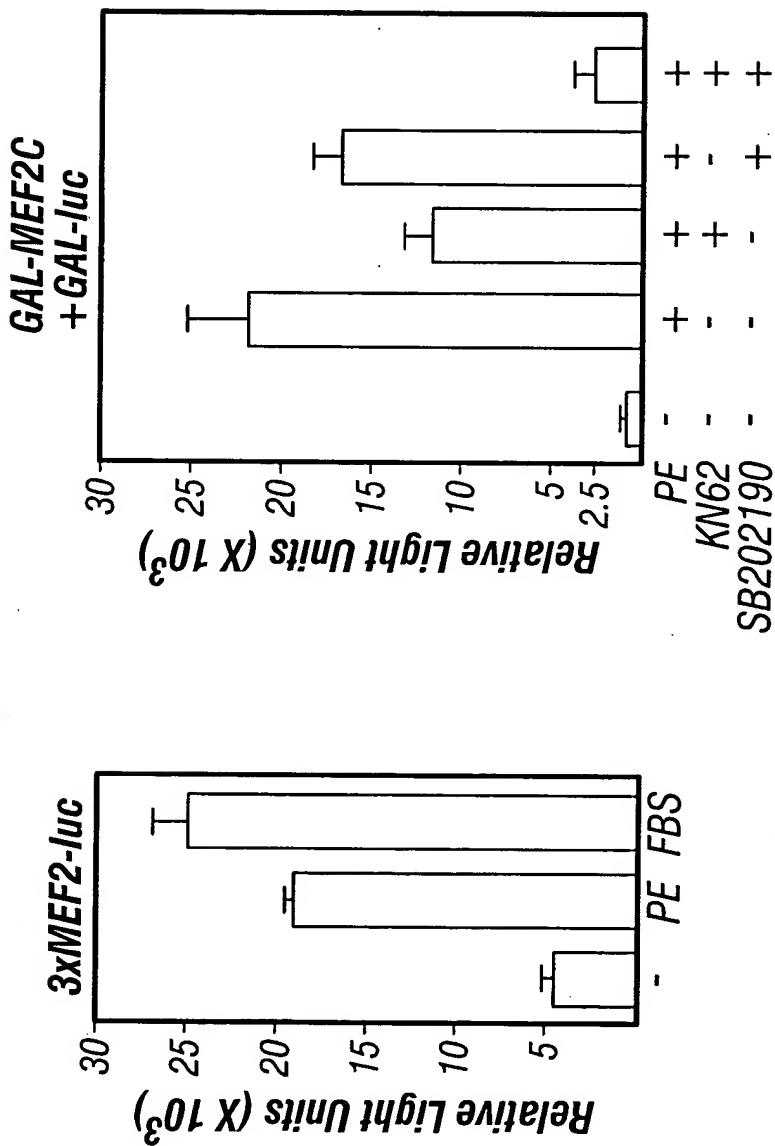 3xMEF2-luc
Relative Light Units (X 10³)
30
25
20
15
10
5
- PE FBS
GAL-MEF2C
+GAL-luc
Relative Light Units (X 10³)
30
25
20
15
10
5
2.5
PE - + + + +
KN62 - - + - +
SB202190 - - - + +